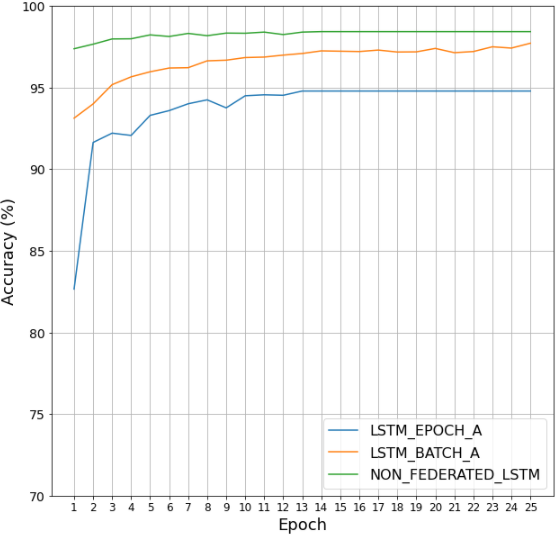 100
95
90
85
80
75
70
Accuracy (%)
LSTM_EPOCH_A
LSTM_BATCH_A
NON_FEDERATED_LSTM
1 2 3 4 5 6 7 8 9 10 11 12 13 14 15 16 17 18 19 20 21 22 23 24 25
Epoch